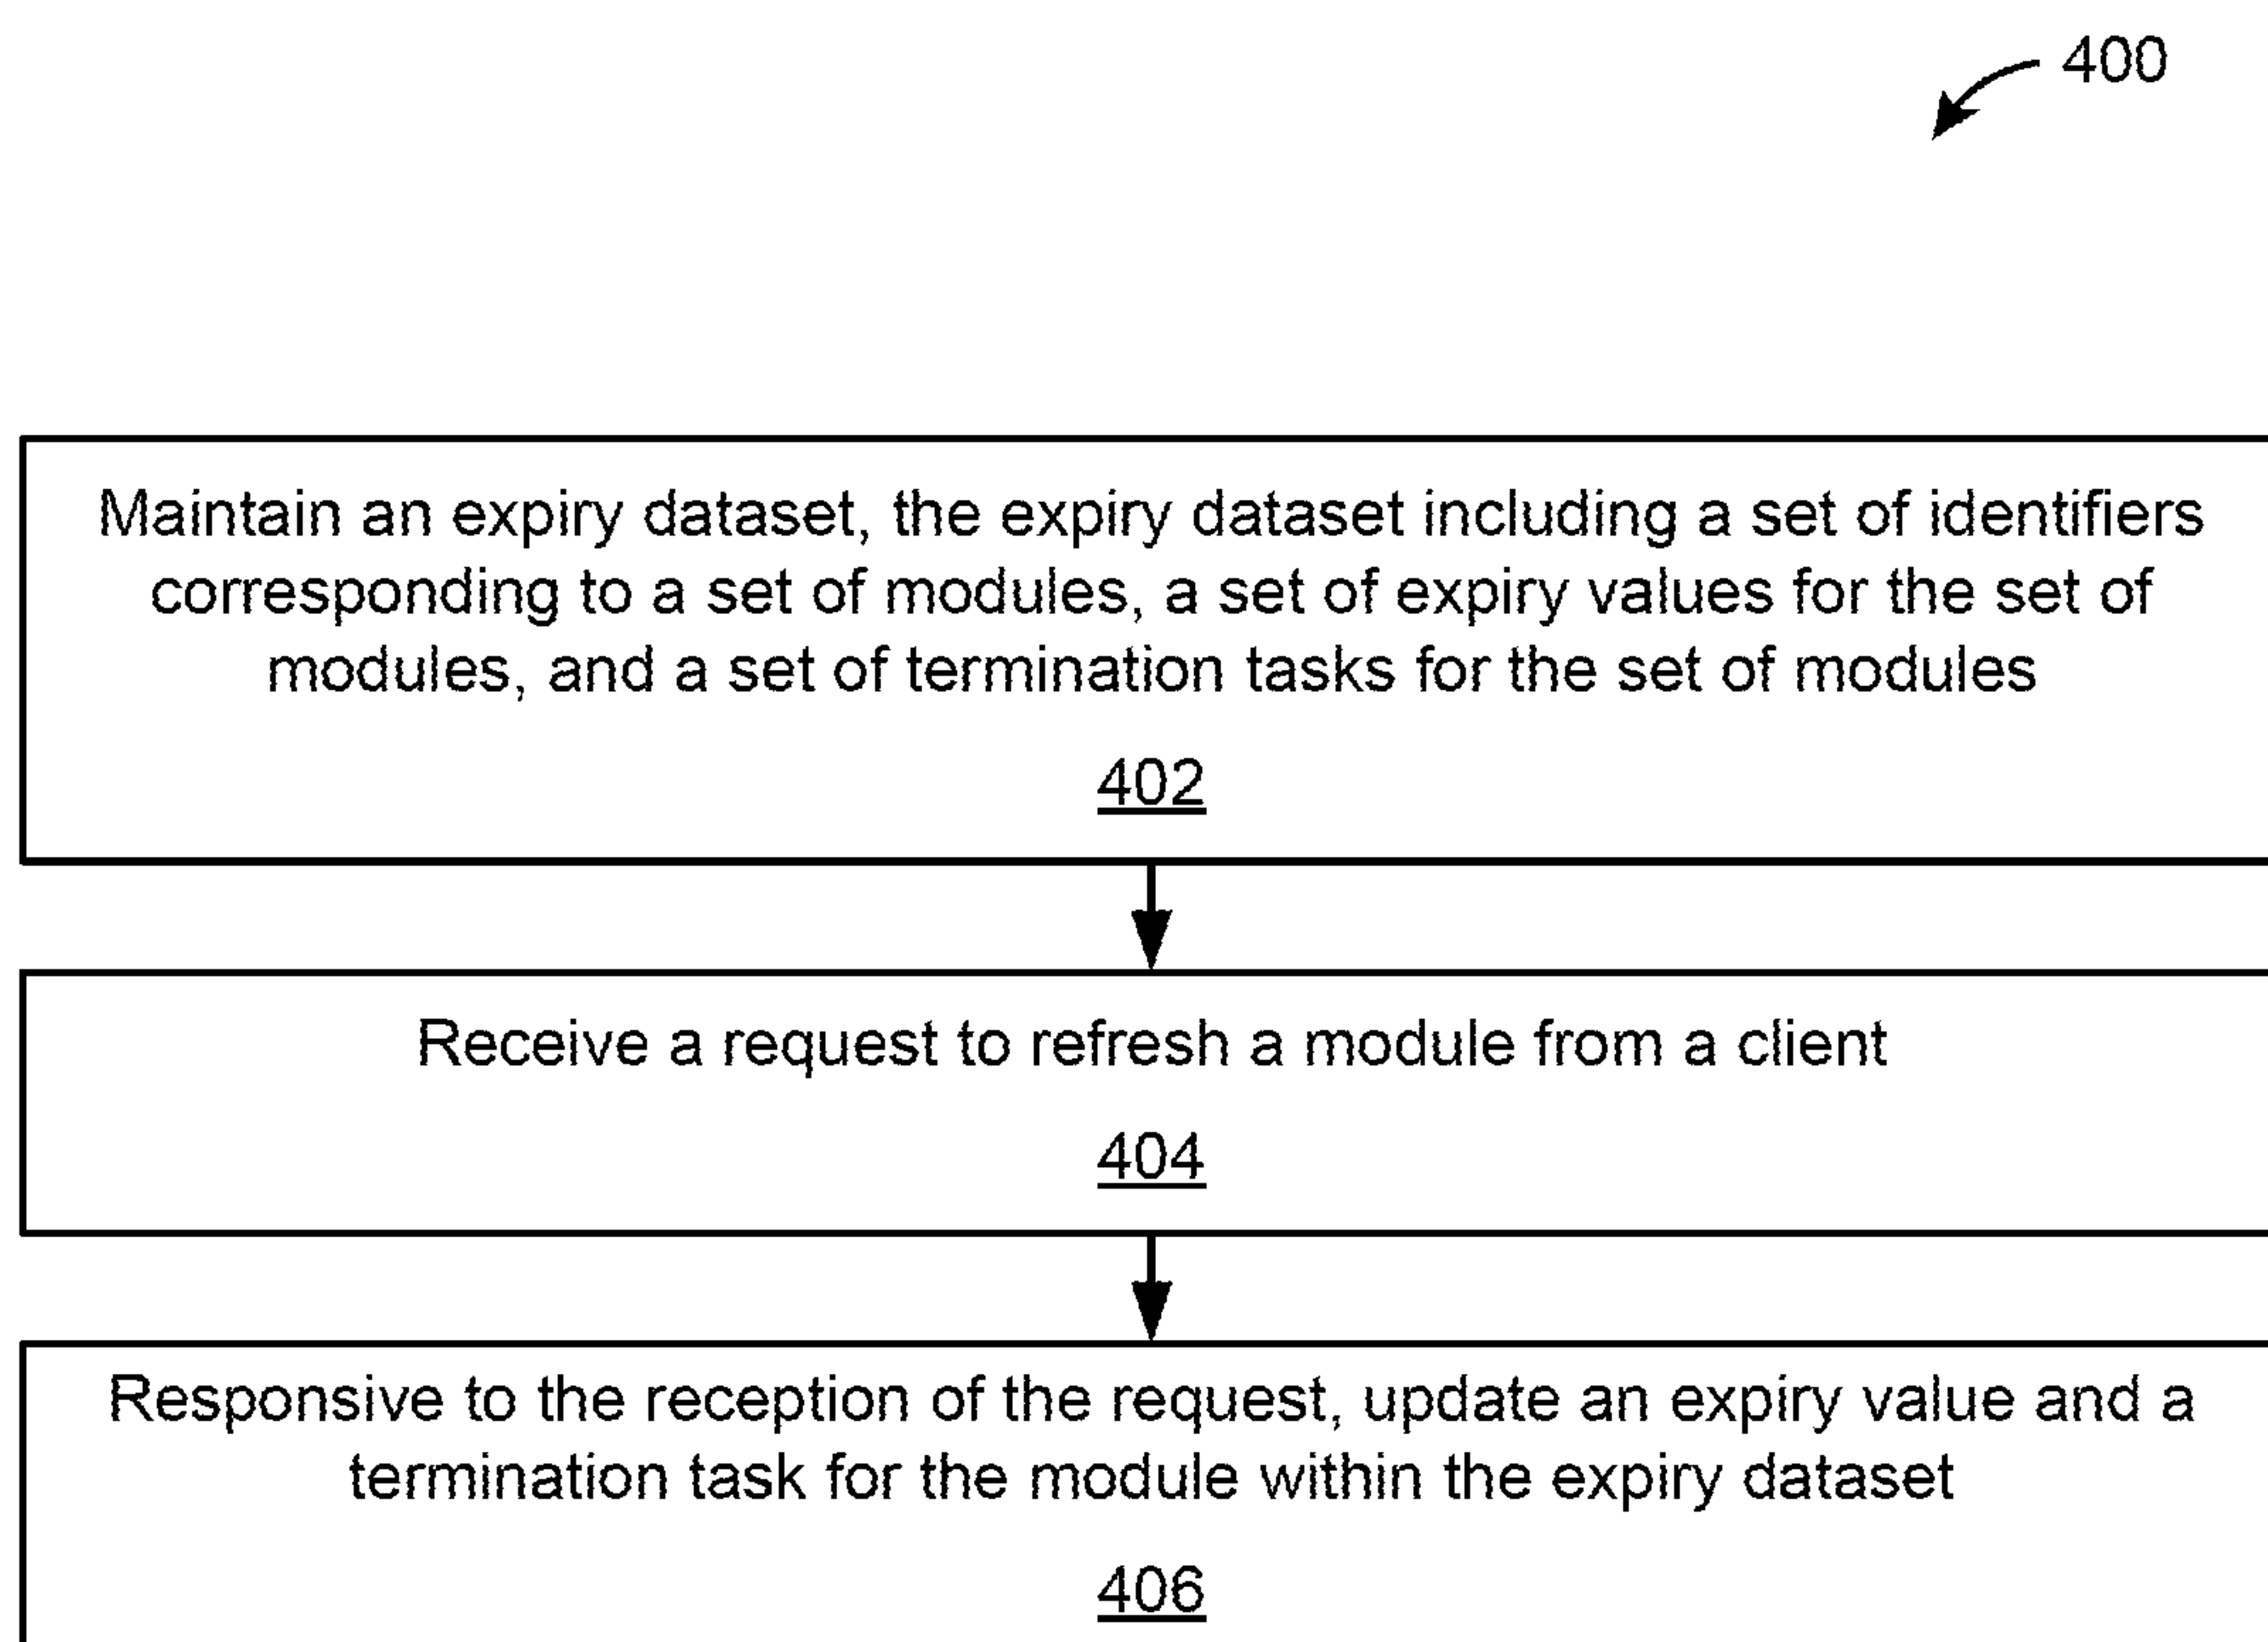 400
Maintain an expiry dataset, the expiry dataset including a set of identifiers
corresponding to a set of modules, a set of expiry values for the set of
modules, and a set of termination tasks for the set of modules
402
Receive a request to refresh a module from a client
404
Responsive to the reception of the request, update an expiry value and a
termination task for the module within the expiry dataset
406